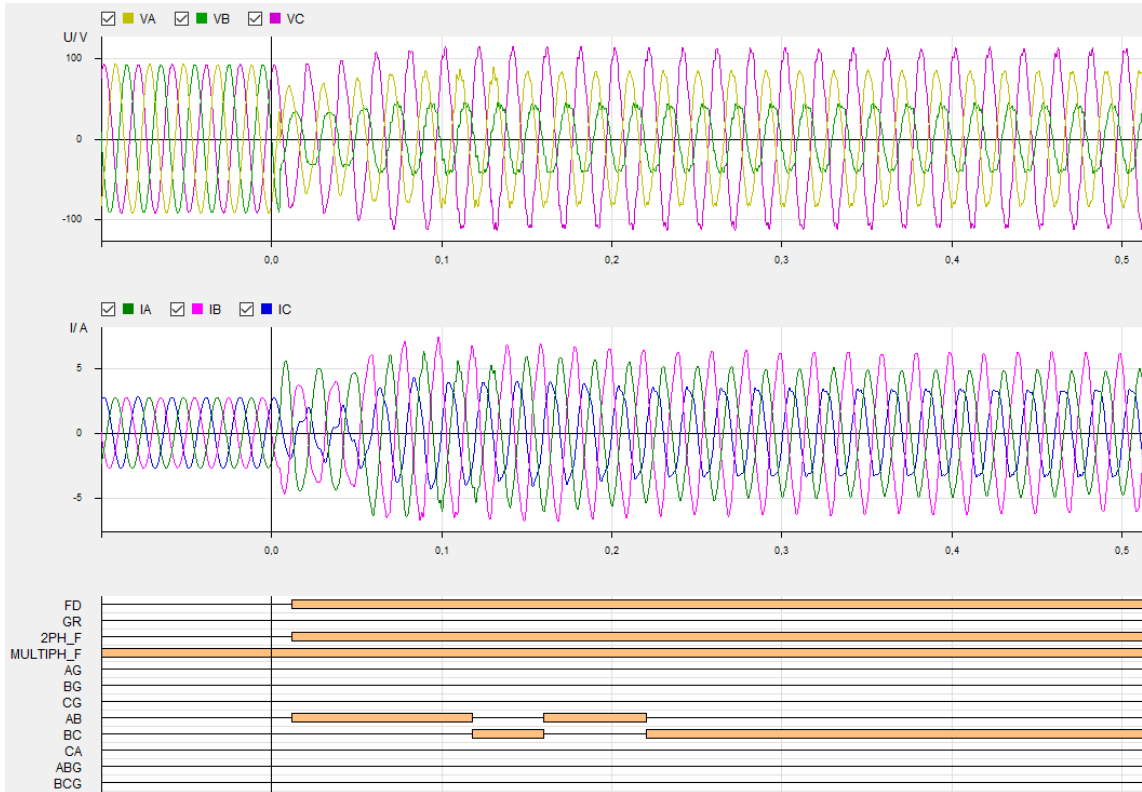 VA VB VC
U/ V
100
0
-100
0,0 0,1 0,2 0,3 0,4 0,5
IA IB IC
I/ A
5
0
-5
0,0 0,1 0,2 0,3 0,4 0,5
FD
GR
2PH_F
MULTIPH_F
AG
BG
CG
AB
BC
CA
ABG
BCG